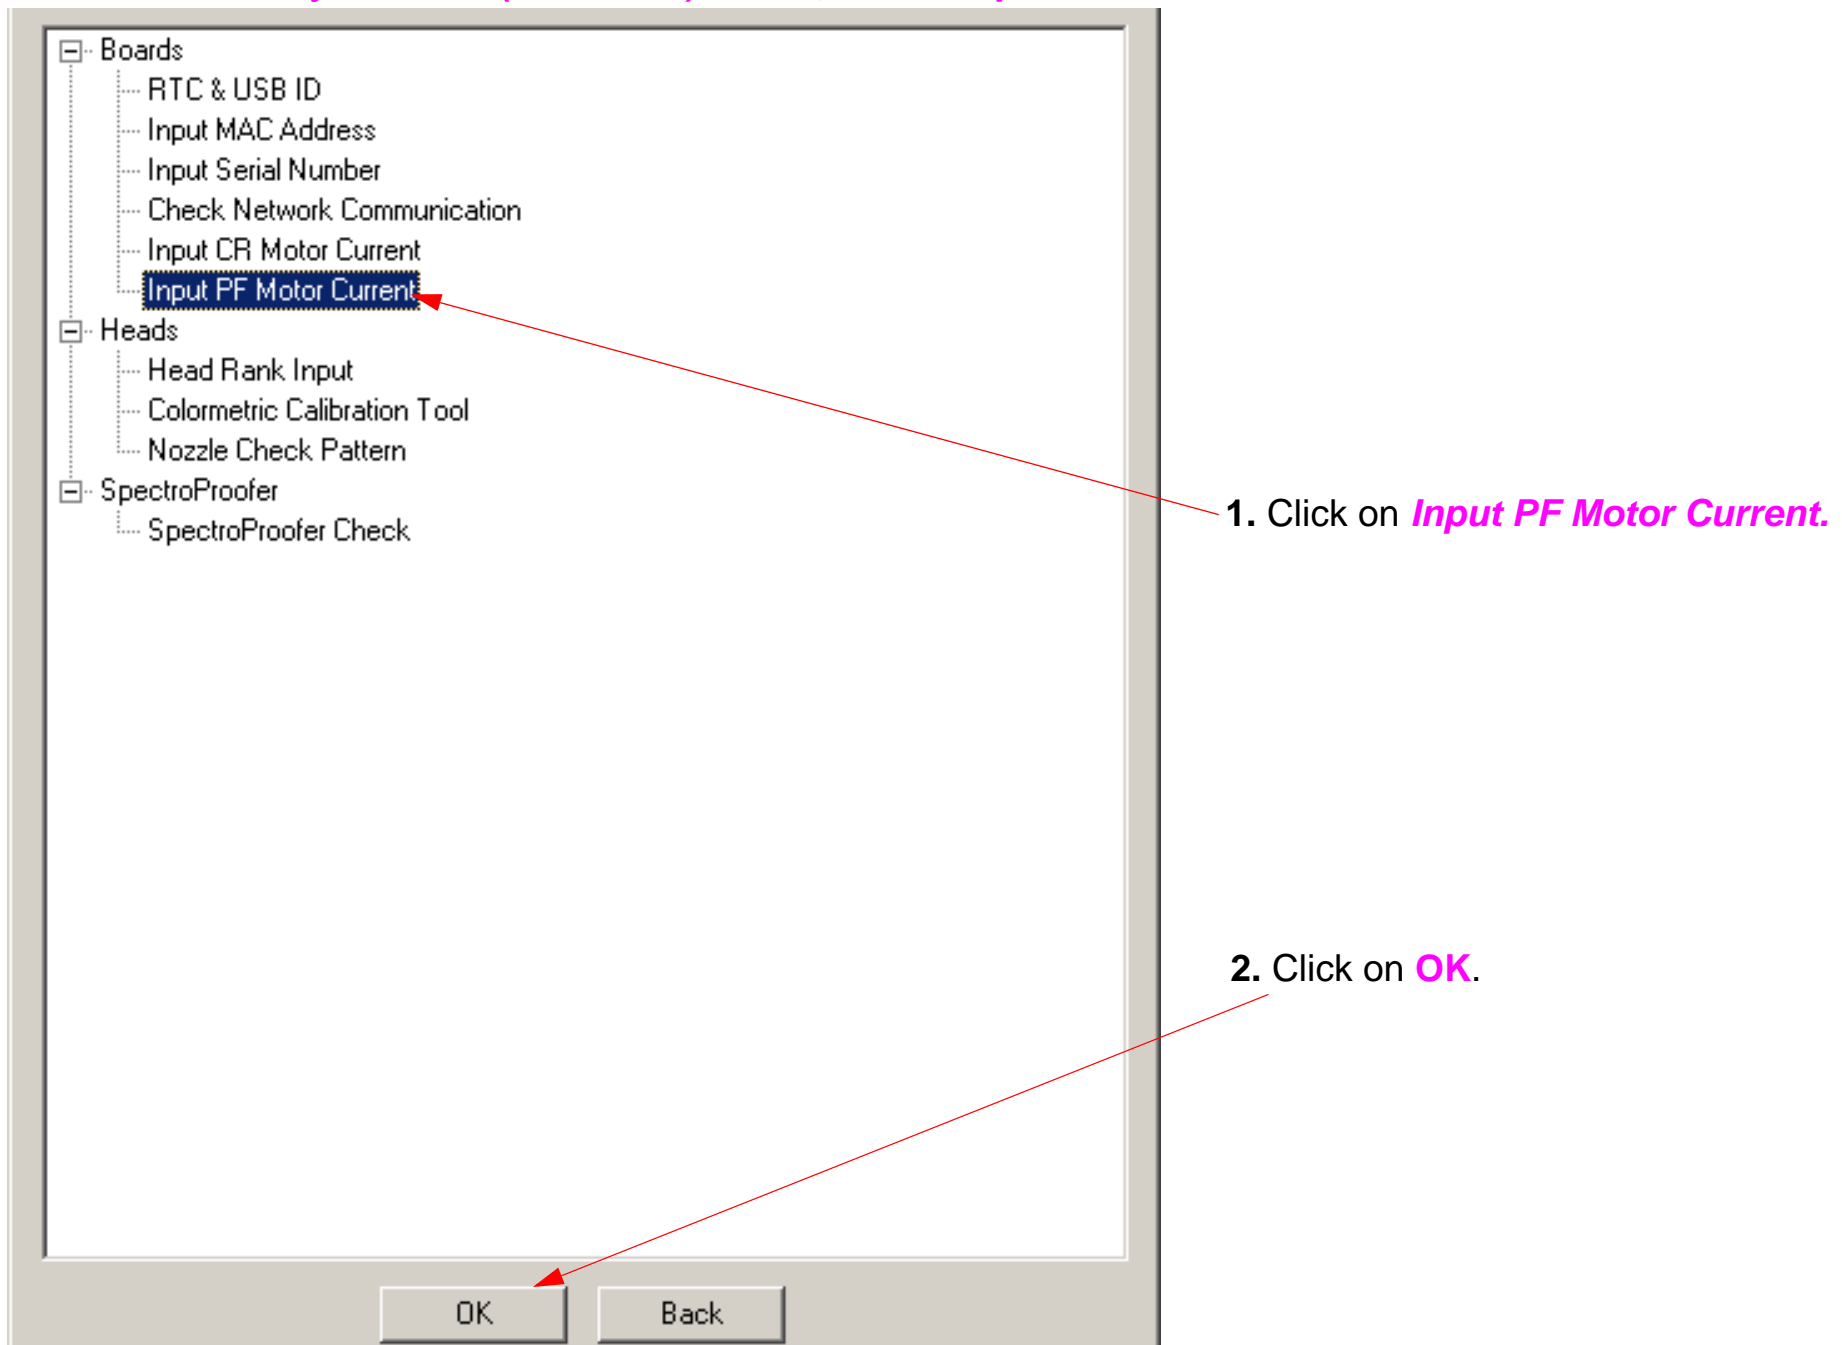 Boards
RTC & USB ID
Input MAC Address
Input Serial Number
Check Network Communication
Input CR Motor Current
Input PF Motor Current
Heads
Head Rank Input
Colormetric Calibration Tool
Nozzle Check Pattern
SpectroProofer
SpectroProofer Check
1. Click on Input PF Motor Current.
2. Click on OK.
OK
Back